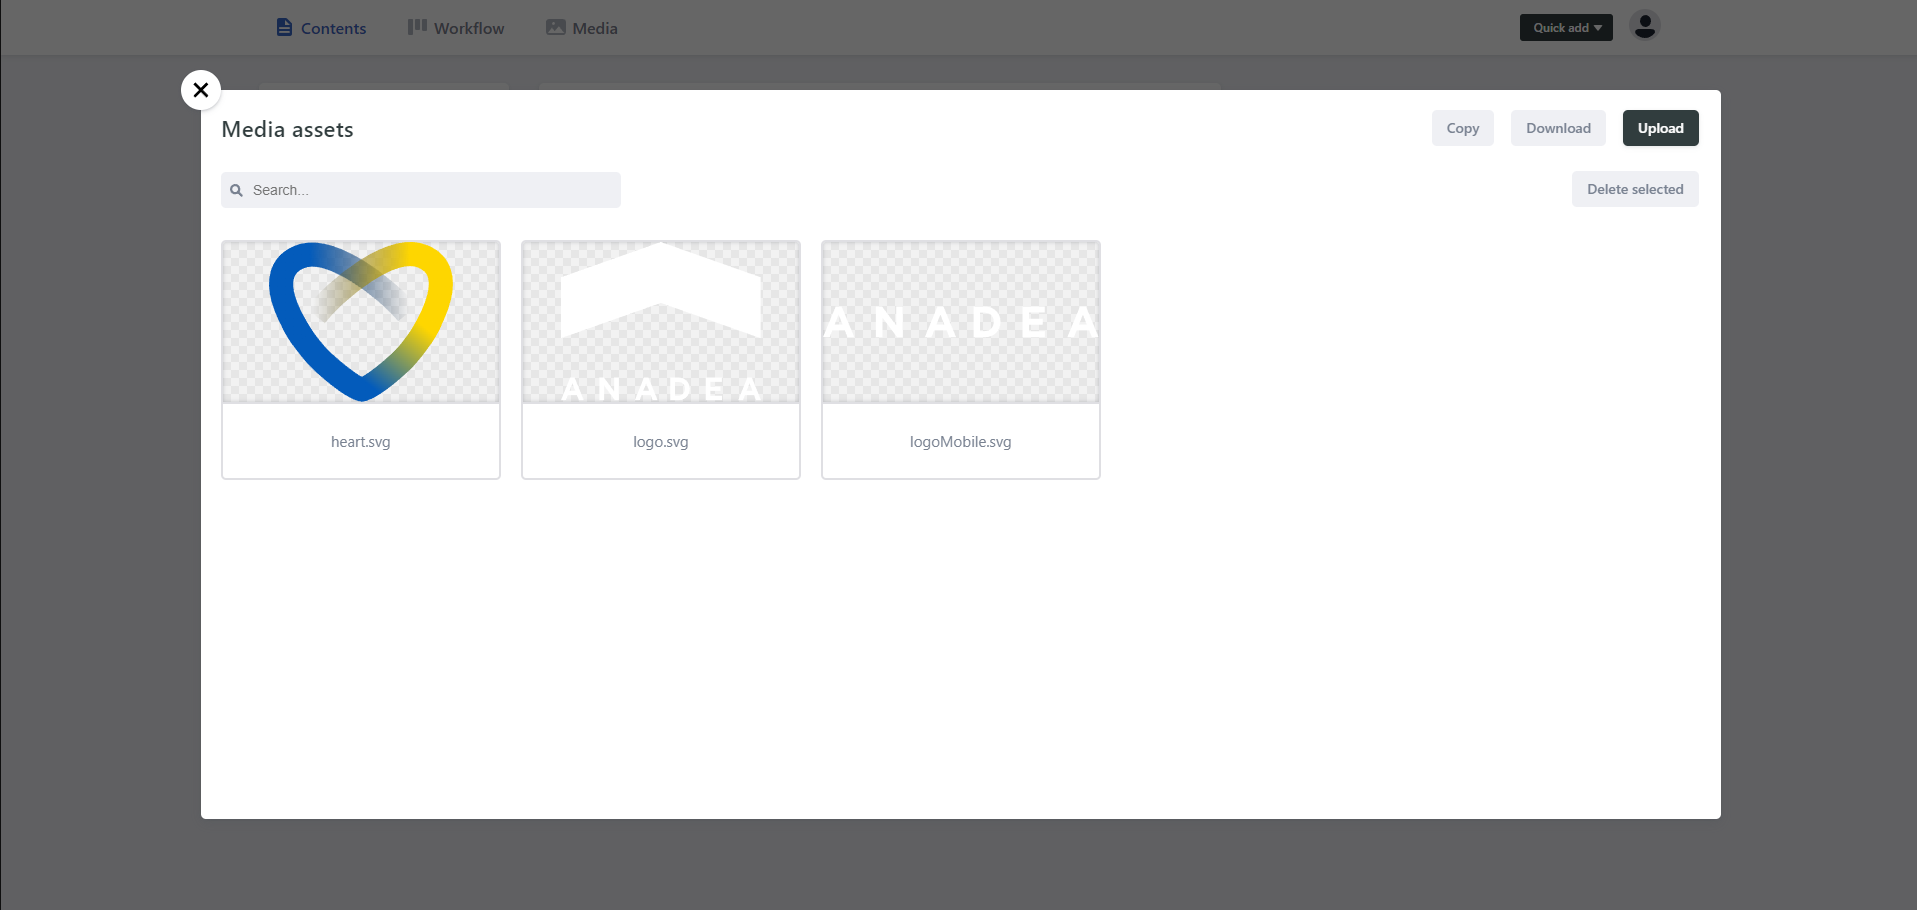 Contents Workflow Media Quick add
Media assets Copy Download Upload
Search... Delete selected
ANADEA
ANADEA
heart.svg logo.svg logoMobile.svg